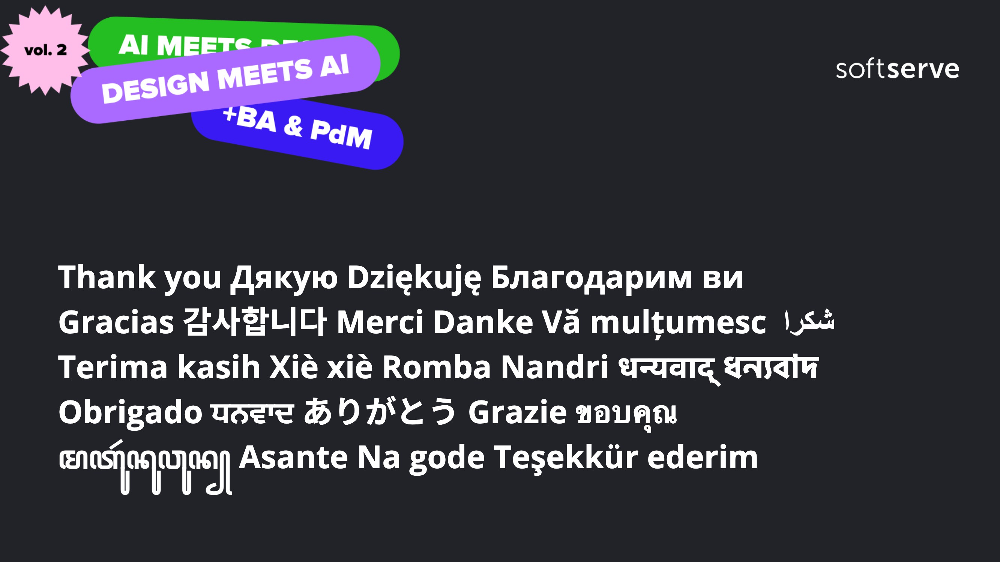 vol. 2
AI MEETS
DESIGN MEETS AI
+BA & PdM
softserve
Thank you Дякую Dziękuję Благодарим ви
Gracias 감사합니다 Merci Danke Vă mulțumesc شكرا
Terima kasih Xiè xiè Romba Nandri धन्यवाद् ধন্যবাদ
Obrigado ਧਨਵਾਦ ありがとう Grazie ขอบคุณ
Asante Na gode Teşekkür ederim